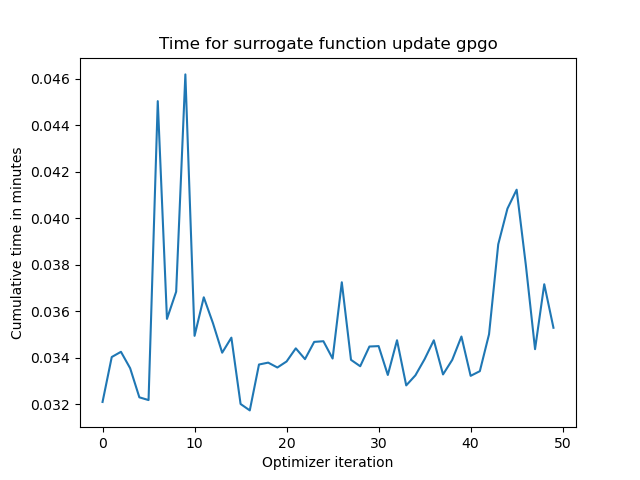 Time for surrogate function update gpgo
Cumulative time in minutes
0.046
0.044
0.042
0.040
0.038
0.036
0.034
0.032
0 10 20 30 40 50
Optimizer iteration